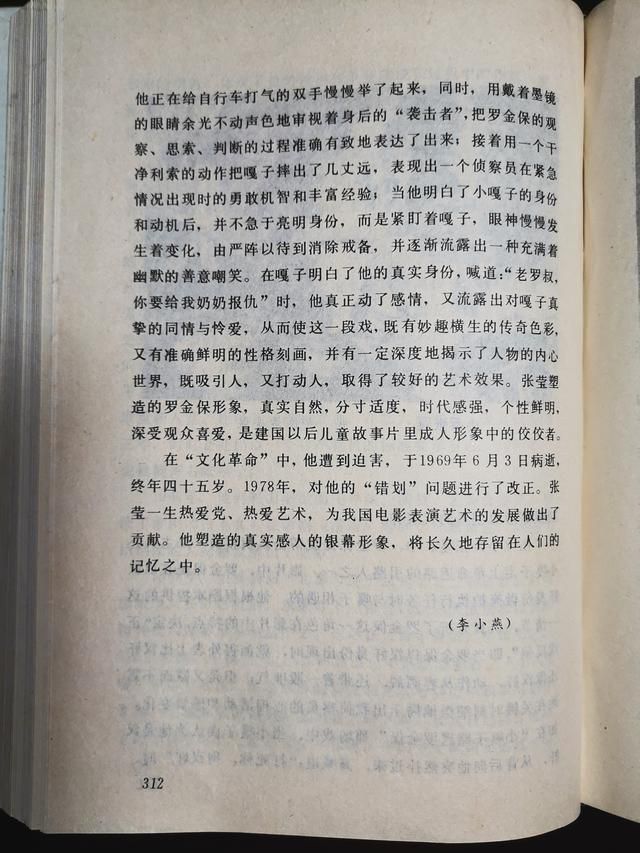 他正在给自行车打气的双手慢慢举了起来，同时，用戴着墨镜
的眼睛余光不动声色地审视着身后的“袭击者”，把罗金保的观
察、思索、判断的过程准确有致地表达了出来；接着用一个干
净利索的动作把嘎子摔出了几丈远，表现出一个侦察员在紧急
情况出现时的勇敢机智和丰富经验；当他明白了小嘎子的身份
和动机后，并不急于亮明身份，而是紧盯着嘎子，眼神慢慢发
生着变化，由严阵以待到消除戒备，并逐渐流露出一种充满着
幽默的善意嘲笑。在嘎子明白了他的真实身份，喊道：“老罗叔，
你要给我奶奶报仇”时，他真正动了感情，又流露出对嘎子真
挚的同情与怜爱，从而使这一段戏，既有妙趣横生的传奇色彩，
又有准确鲜明的性格刻画，并有一定深度地揭示了人物的内心
世界，既吸引人，又打动人，取得了较好的艺术效果。张莹塑
造的罗金保形象，真实自然，分寸适度，时代感强，个性鲜明，
深受观众喜爱，是建国以后儿童故事片里成人形象中的佼佼者。
在“文化革命”中，他遭到迫害，于1969年6月3日病逝，
终年四十五岁。1978年，对他的“错划”问题进行了改正。张
莹一生热爱党、热爱艺术，为我国电影表演艺术的发展做出了
贡献。他塑造的真实感人的银幕形象，将长久地存留在人们的
记忆之中。
（李小燕）
312